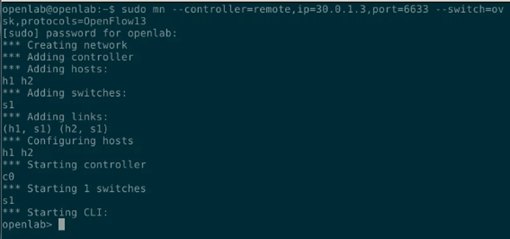 openlab@openlab:~$ sudo mn --controller=remote,ip=30.0.1.3,port=6633 --switch=ov
sk,protocols=OpenFlow13
[sudo] password for openlab:
*** Creating network
*** Adding controller
*** Adding hosts:
h1 h2
*** Adding switches:
s1
*** Adding links:
(h1, s1) (h2, s1)
*** Configuring hosts
h1 h2
*** Starting controller
c0
*** Starting 1 switches
s1
*** Starting CLI:
openlab>